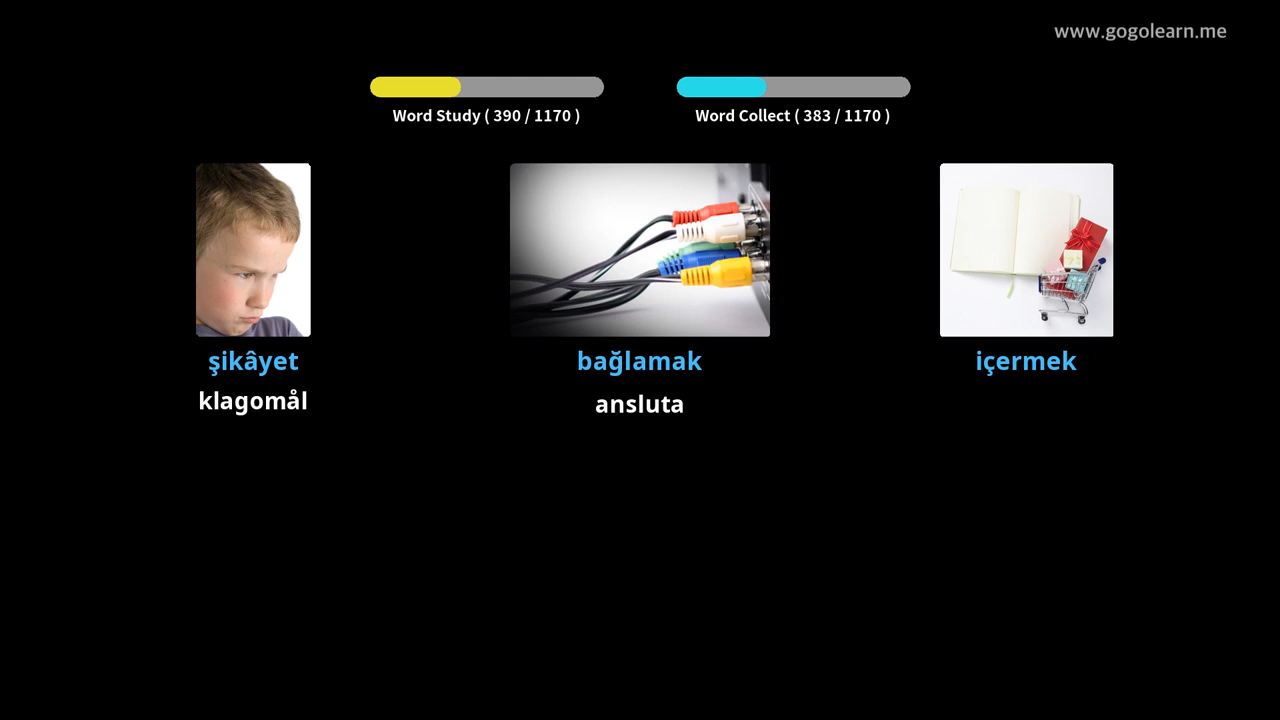 www.gogolearn.me
Word Study ( 390 / 1170 )
Word Collect ( 383 / 1170 )
şikâyet
bağlamak
içermek
klagomål
ansluta